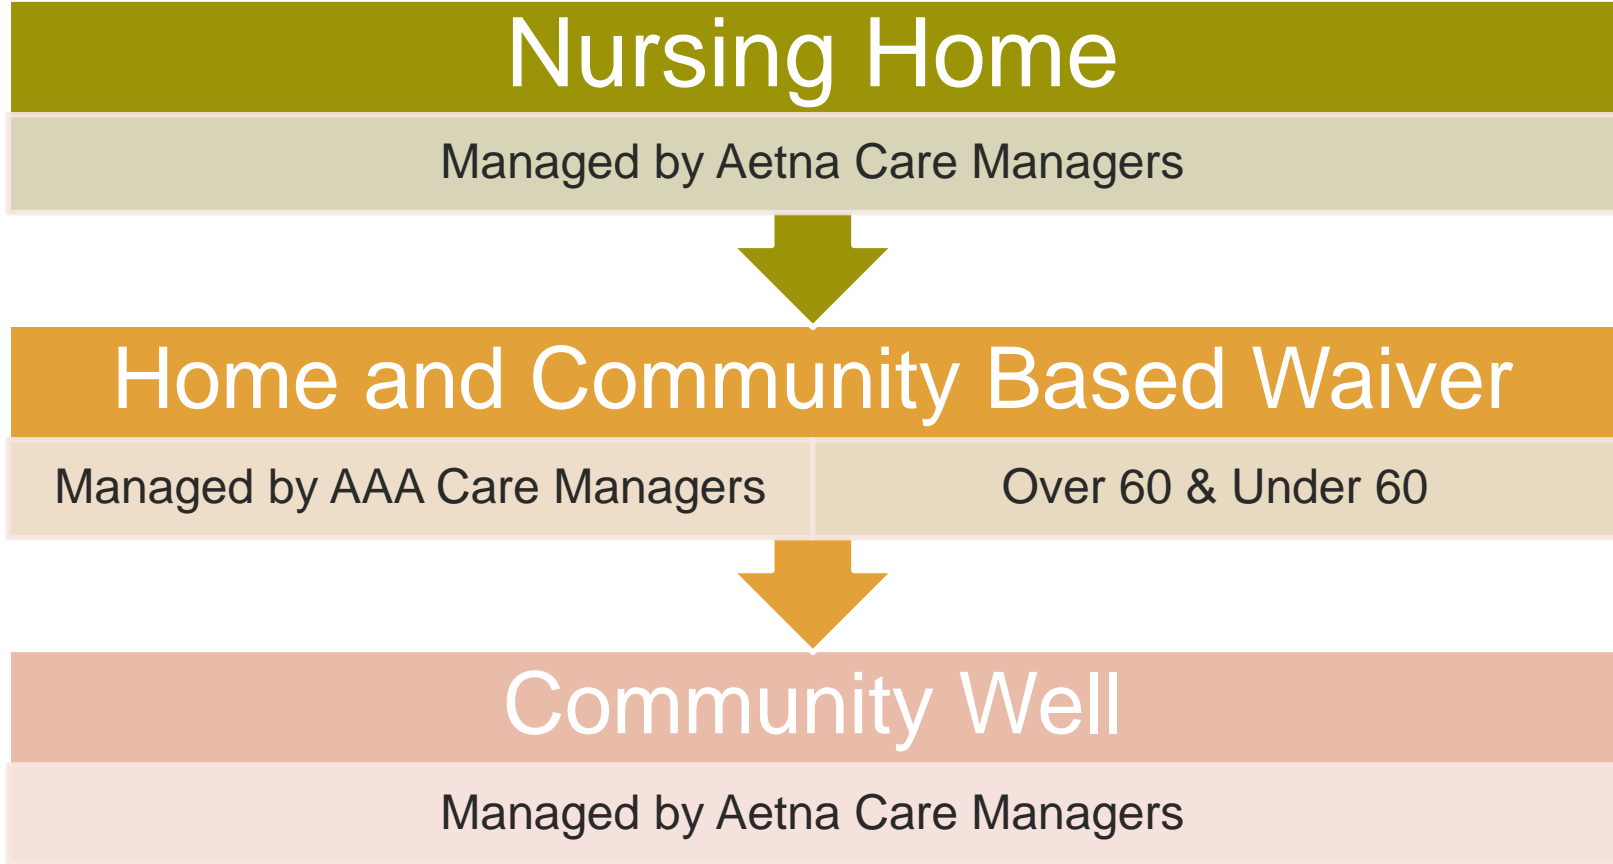 Nursing Home
Managed by Aetna Care Managers
Home and Community Based Waiver
Managed by AAA Care Managers
Over 60 & Under 60
Community Well
Managed by Aetna Care Managers